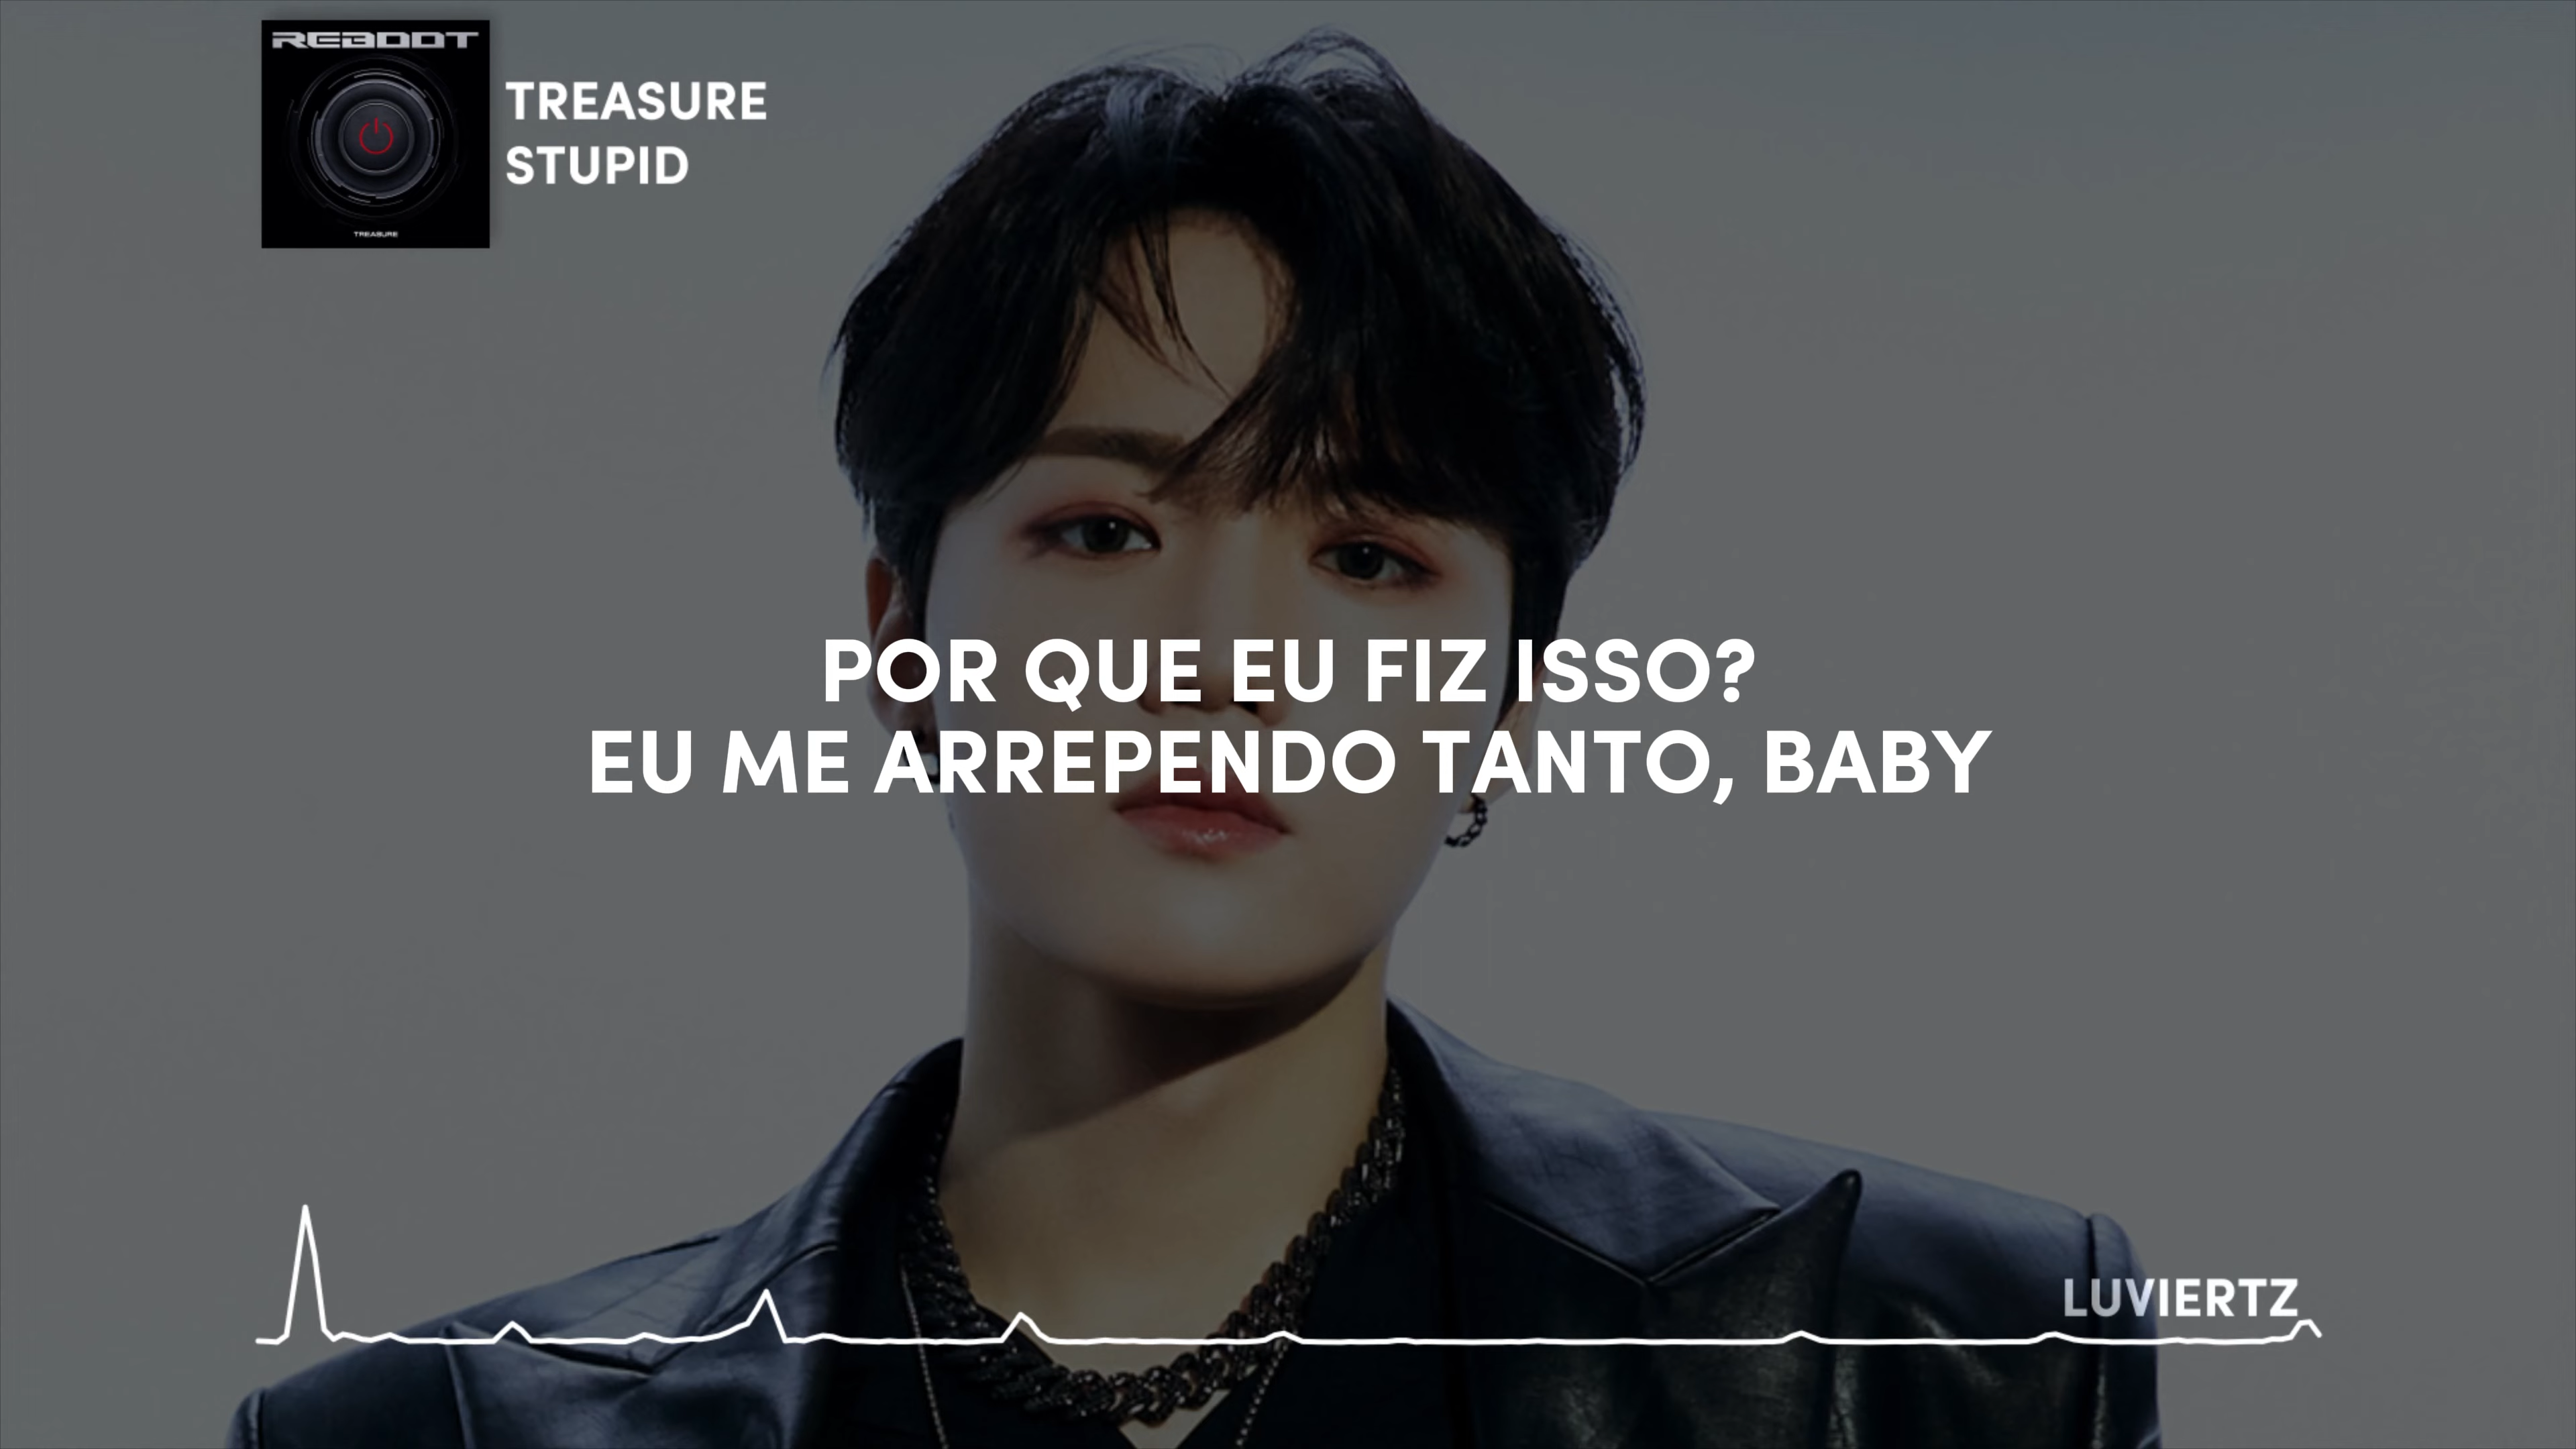 REBOOT
TREASURE
TREASURE
STUPID
POR QUE EU FIZ ISSO?
EU ME ARREPENDO TANTO, BABY
LUVIERTZ